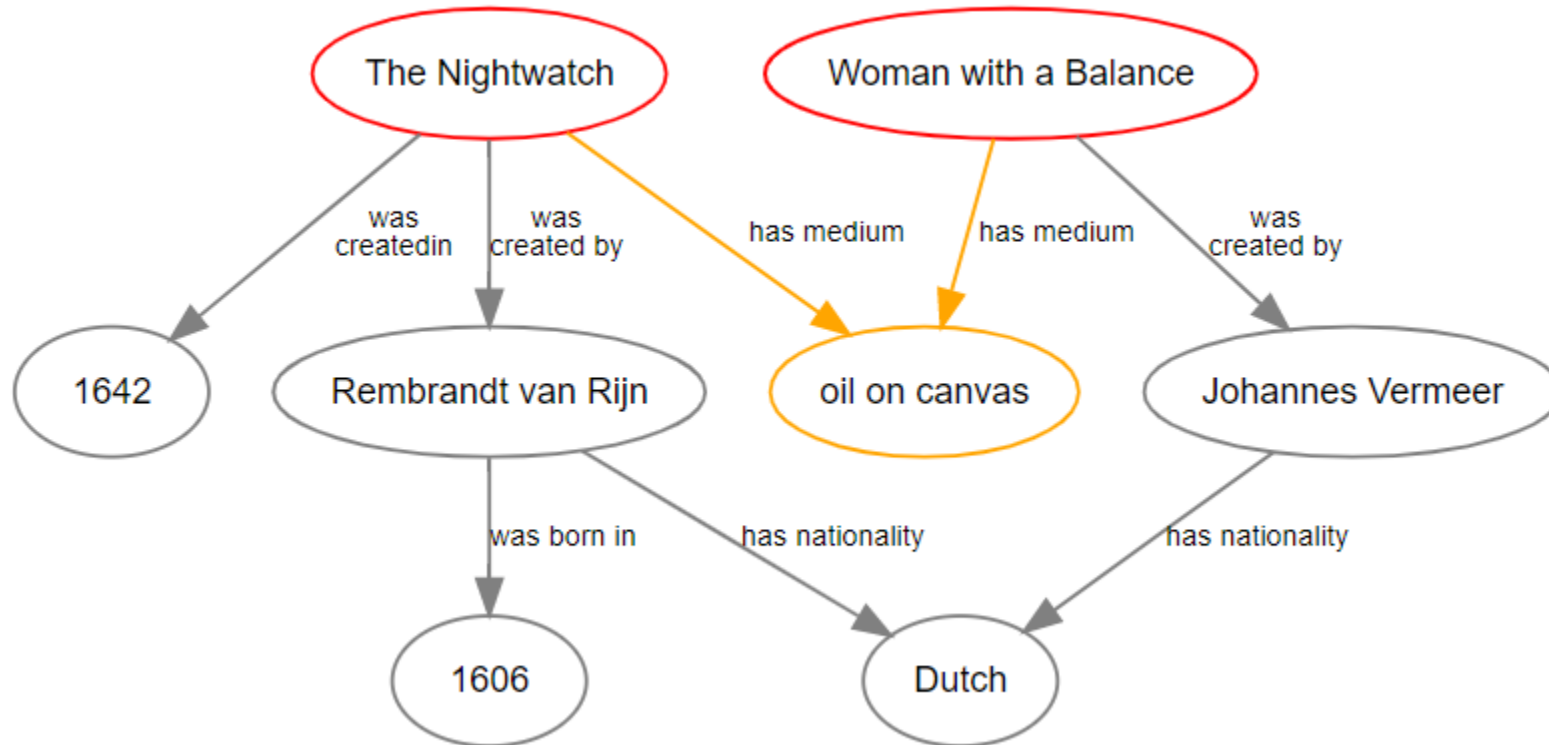 The Nightwatch
Woman with a Balance
was
createdin
was
created by
has medium
has medium
was
created by
1642
Rembrandt van Rijn
oil on canvas
Johannes Vermeer
was born in
has nationality
has nationality
1606
Dutch